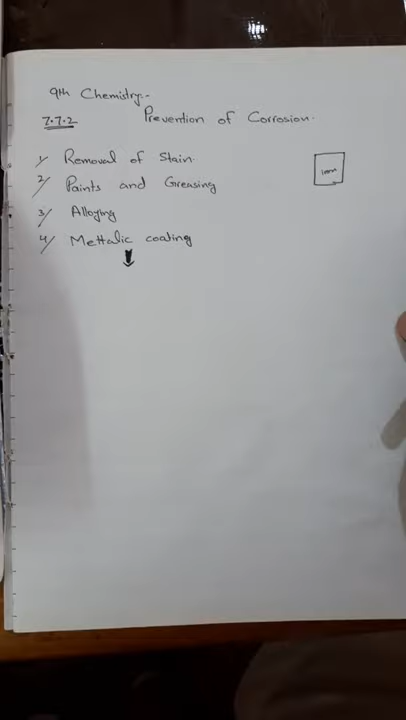 9th Chemistry:-
7.7.2 Prevention of Corrosion.
1/ Removal of Stain.
2/ Paints and Greasing
3/ Alloying
4/ Mettalic coating